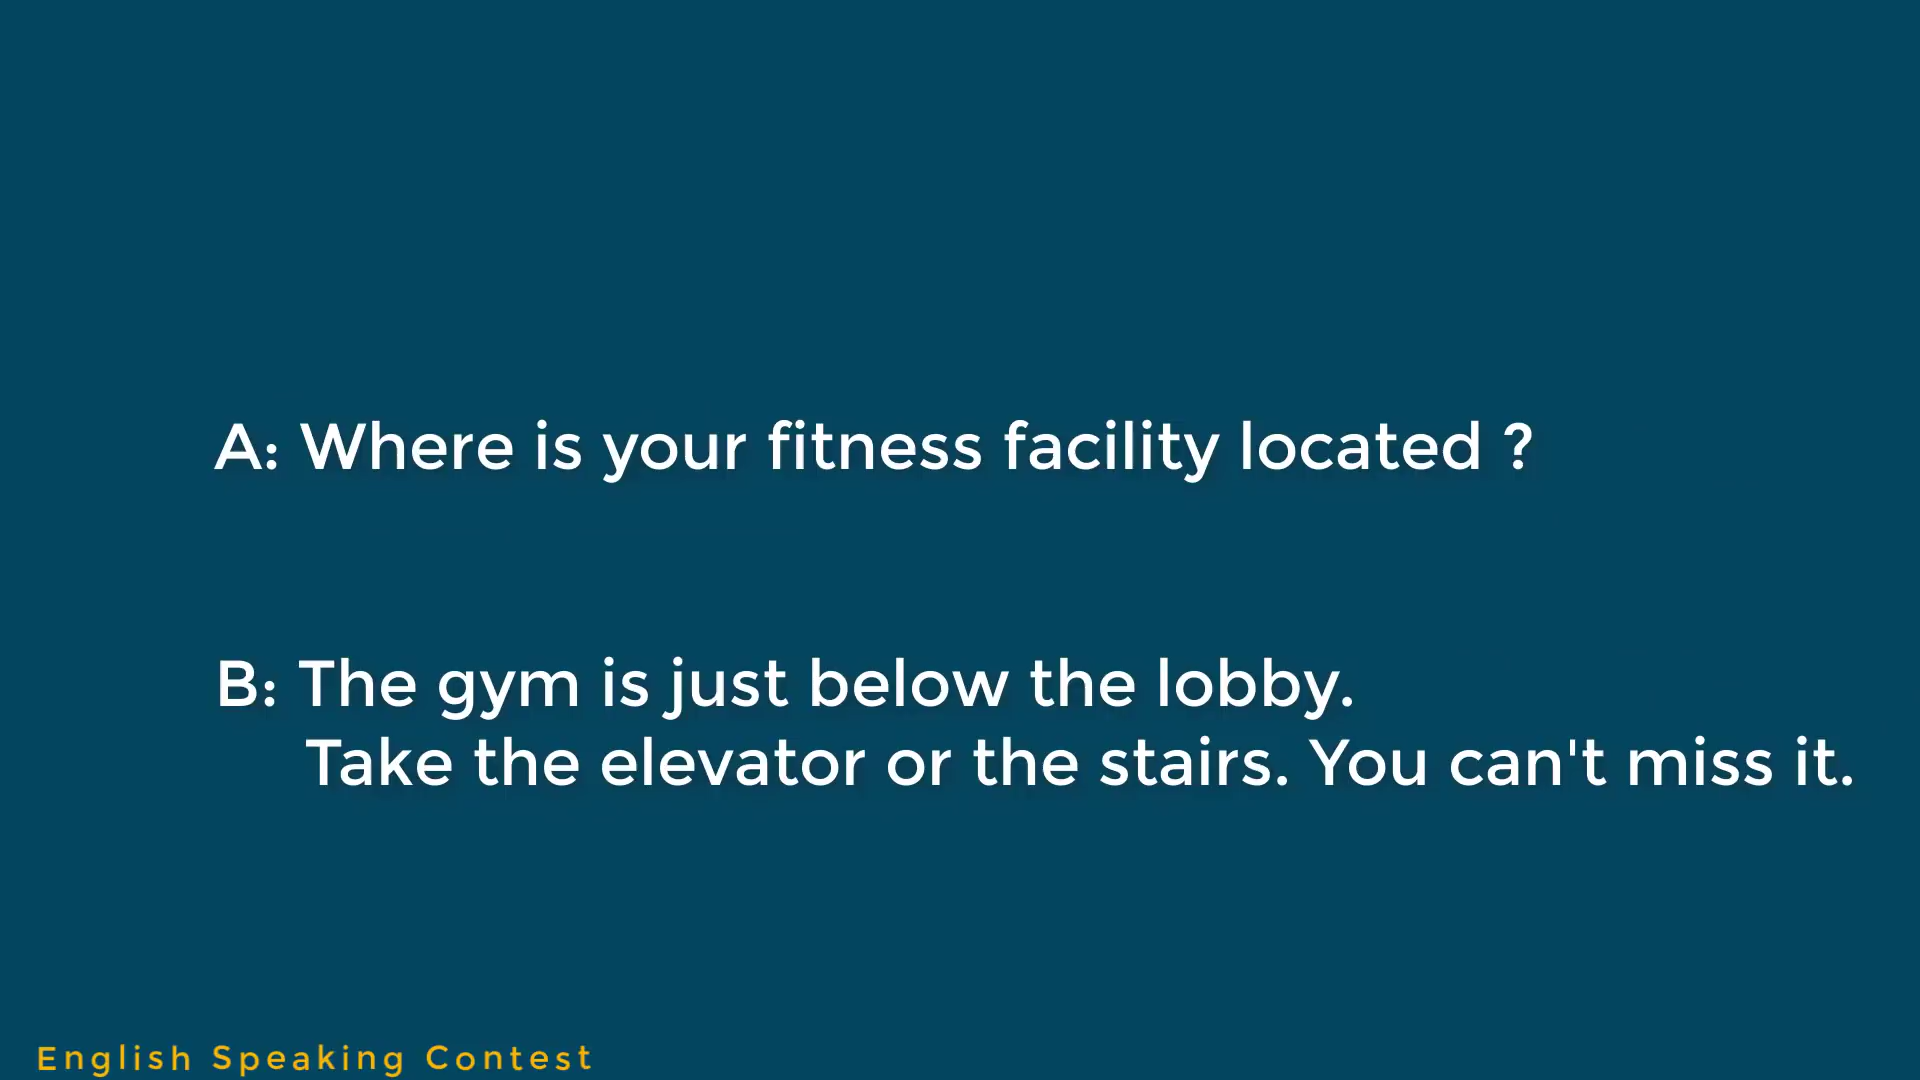 A: Where is your fitness facility located ?
B: The gym is just below the lobby.
Take the elevator or the stairs. You can't miss it.
English Speaking Contest